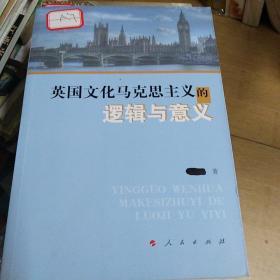 英国文化马克思主义的
逻辑与意义
著
YINGGUO WENHUA
MAKESIZHUYI DE
LUOJI YU YIYI
人民出版社